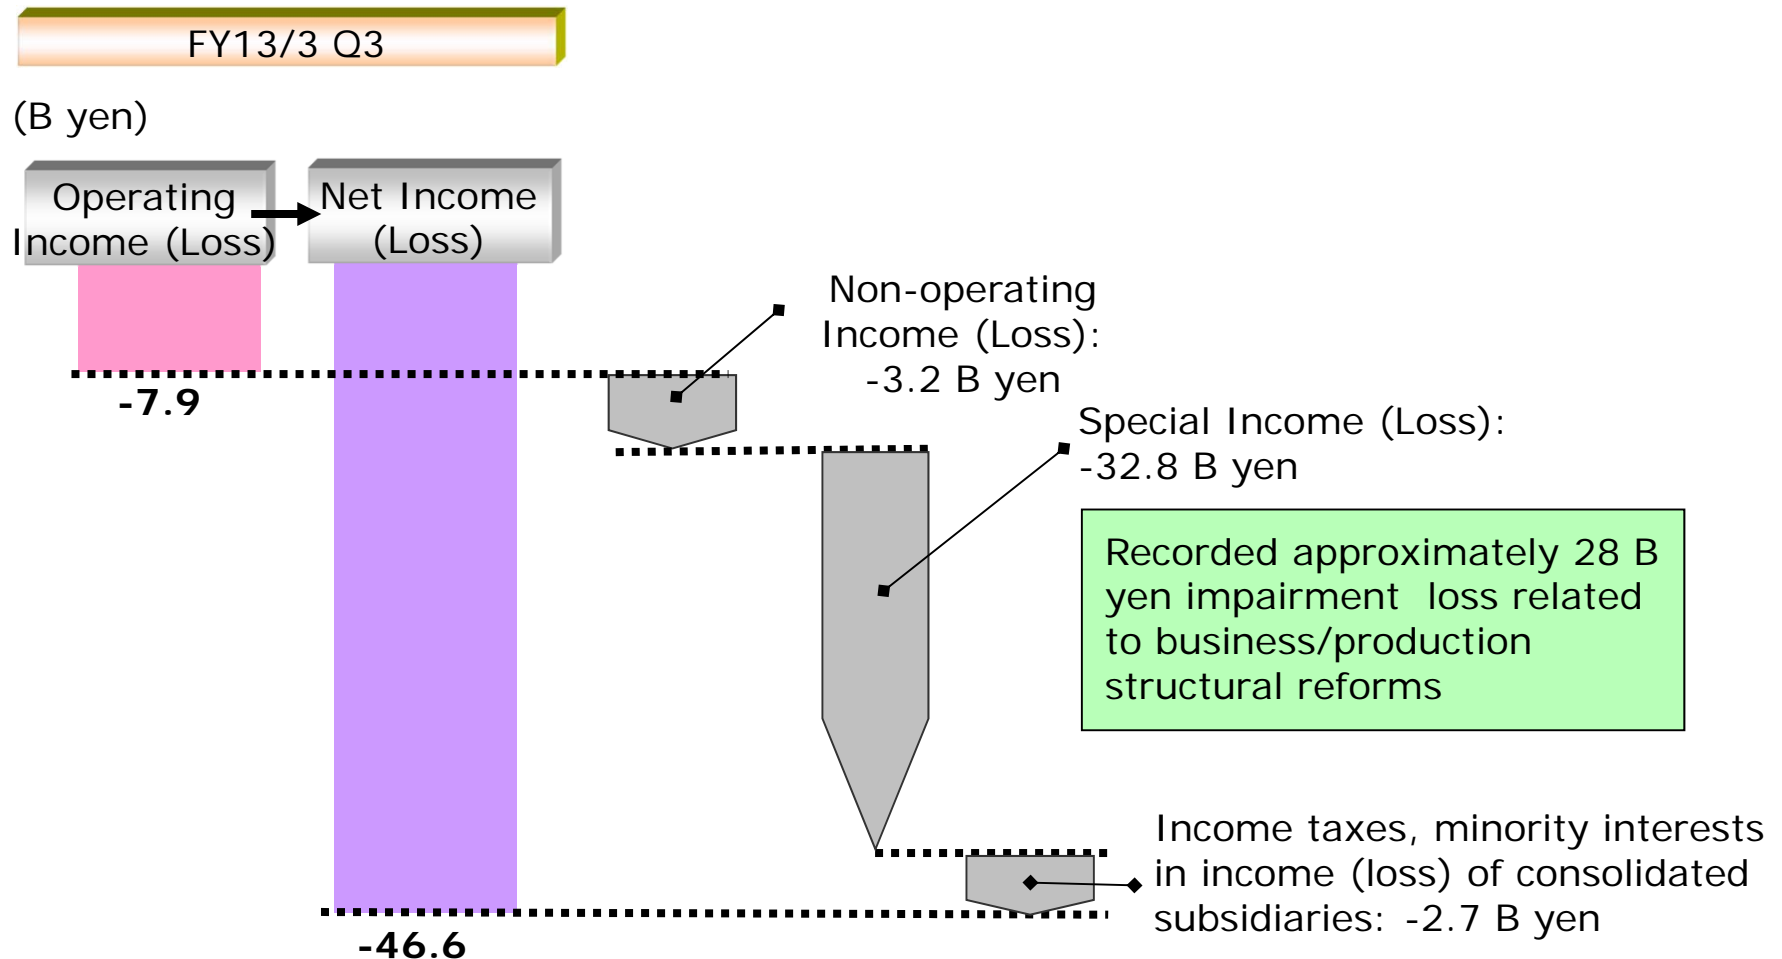 FY13/3 Q3
(B yen)
Operating
Income (Loss)
Net Income
(Loss)
-7.9
-46.6
Non-operating
Income (Loss):
-3.2 B yen
Special Income (Loss):
-32.8 B yen
Recorded approximately 28 B
yen impairment  loss related
to business/production
structural reforms
Income taxes, minority interests
in income (loss) of consolidated
subsidiaries: -2.7 B yen